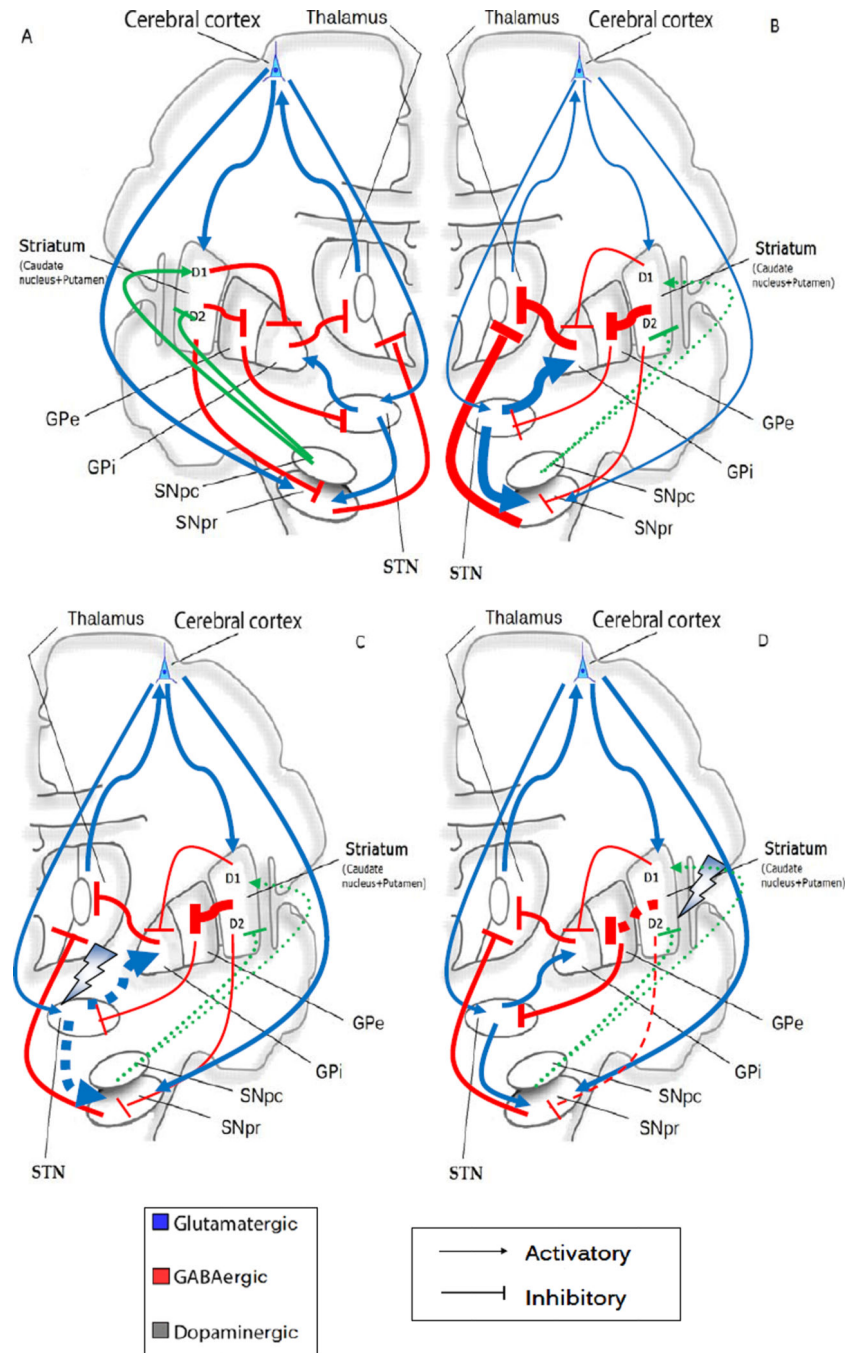 A
Cerebral cortex
Thalamus
B
Cerebral cortex
Striatum
(Caudate
nucleus+Putamen)
D1
D2
GPe
GPi
SNpc
SNpr
STN
D1
D2
Striatum
(Caudate
nucleus+Putamen)
GPe
GPi
SNpc
SNpr
STN
Thalamus
Cerebral cortex
C
Striatum
(Caudate
nucleus+Putamen)
D1
D2
GPe
GPi
SNpc
SNpr
STN
Thalamus
Cerebral cortex
D
Striatum
(Caudate
nucleus+Putamen)
D1
D2
GPe
GPi
SNpc
SNpr
STN
Glutamatergic
GABAergic
Dopaminergic
Activatory
Inhibitory